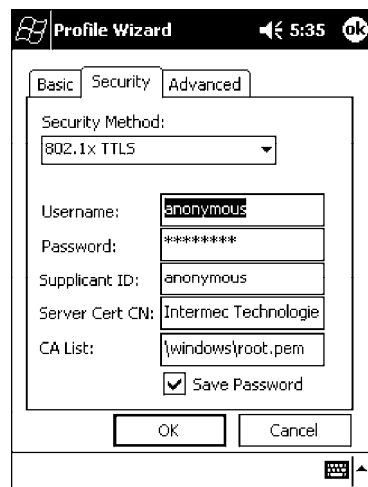 Profile Wizard 5:35 ok
Basic Security Advanced
Security Method:
802.1x TTLS
Username: anonymous
Password: ********
Supplicant ID: anonymous
Server Cert CN: Intermec Technologie
CA List: \windows\root.pem
Save Password
OK Cancel